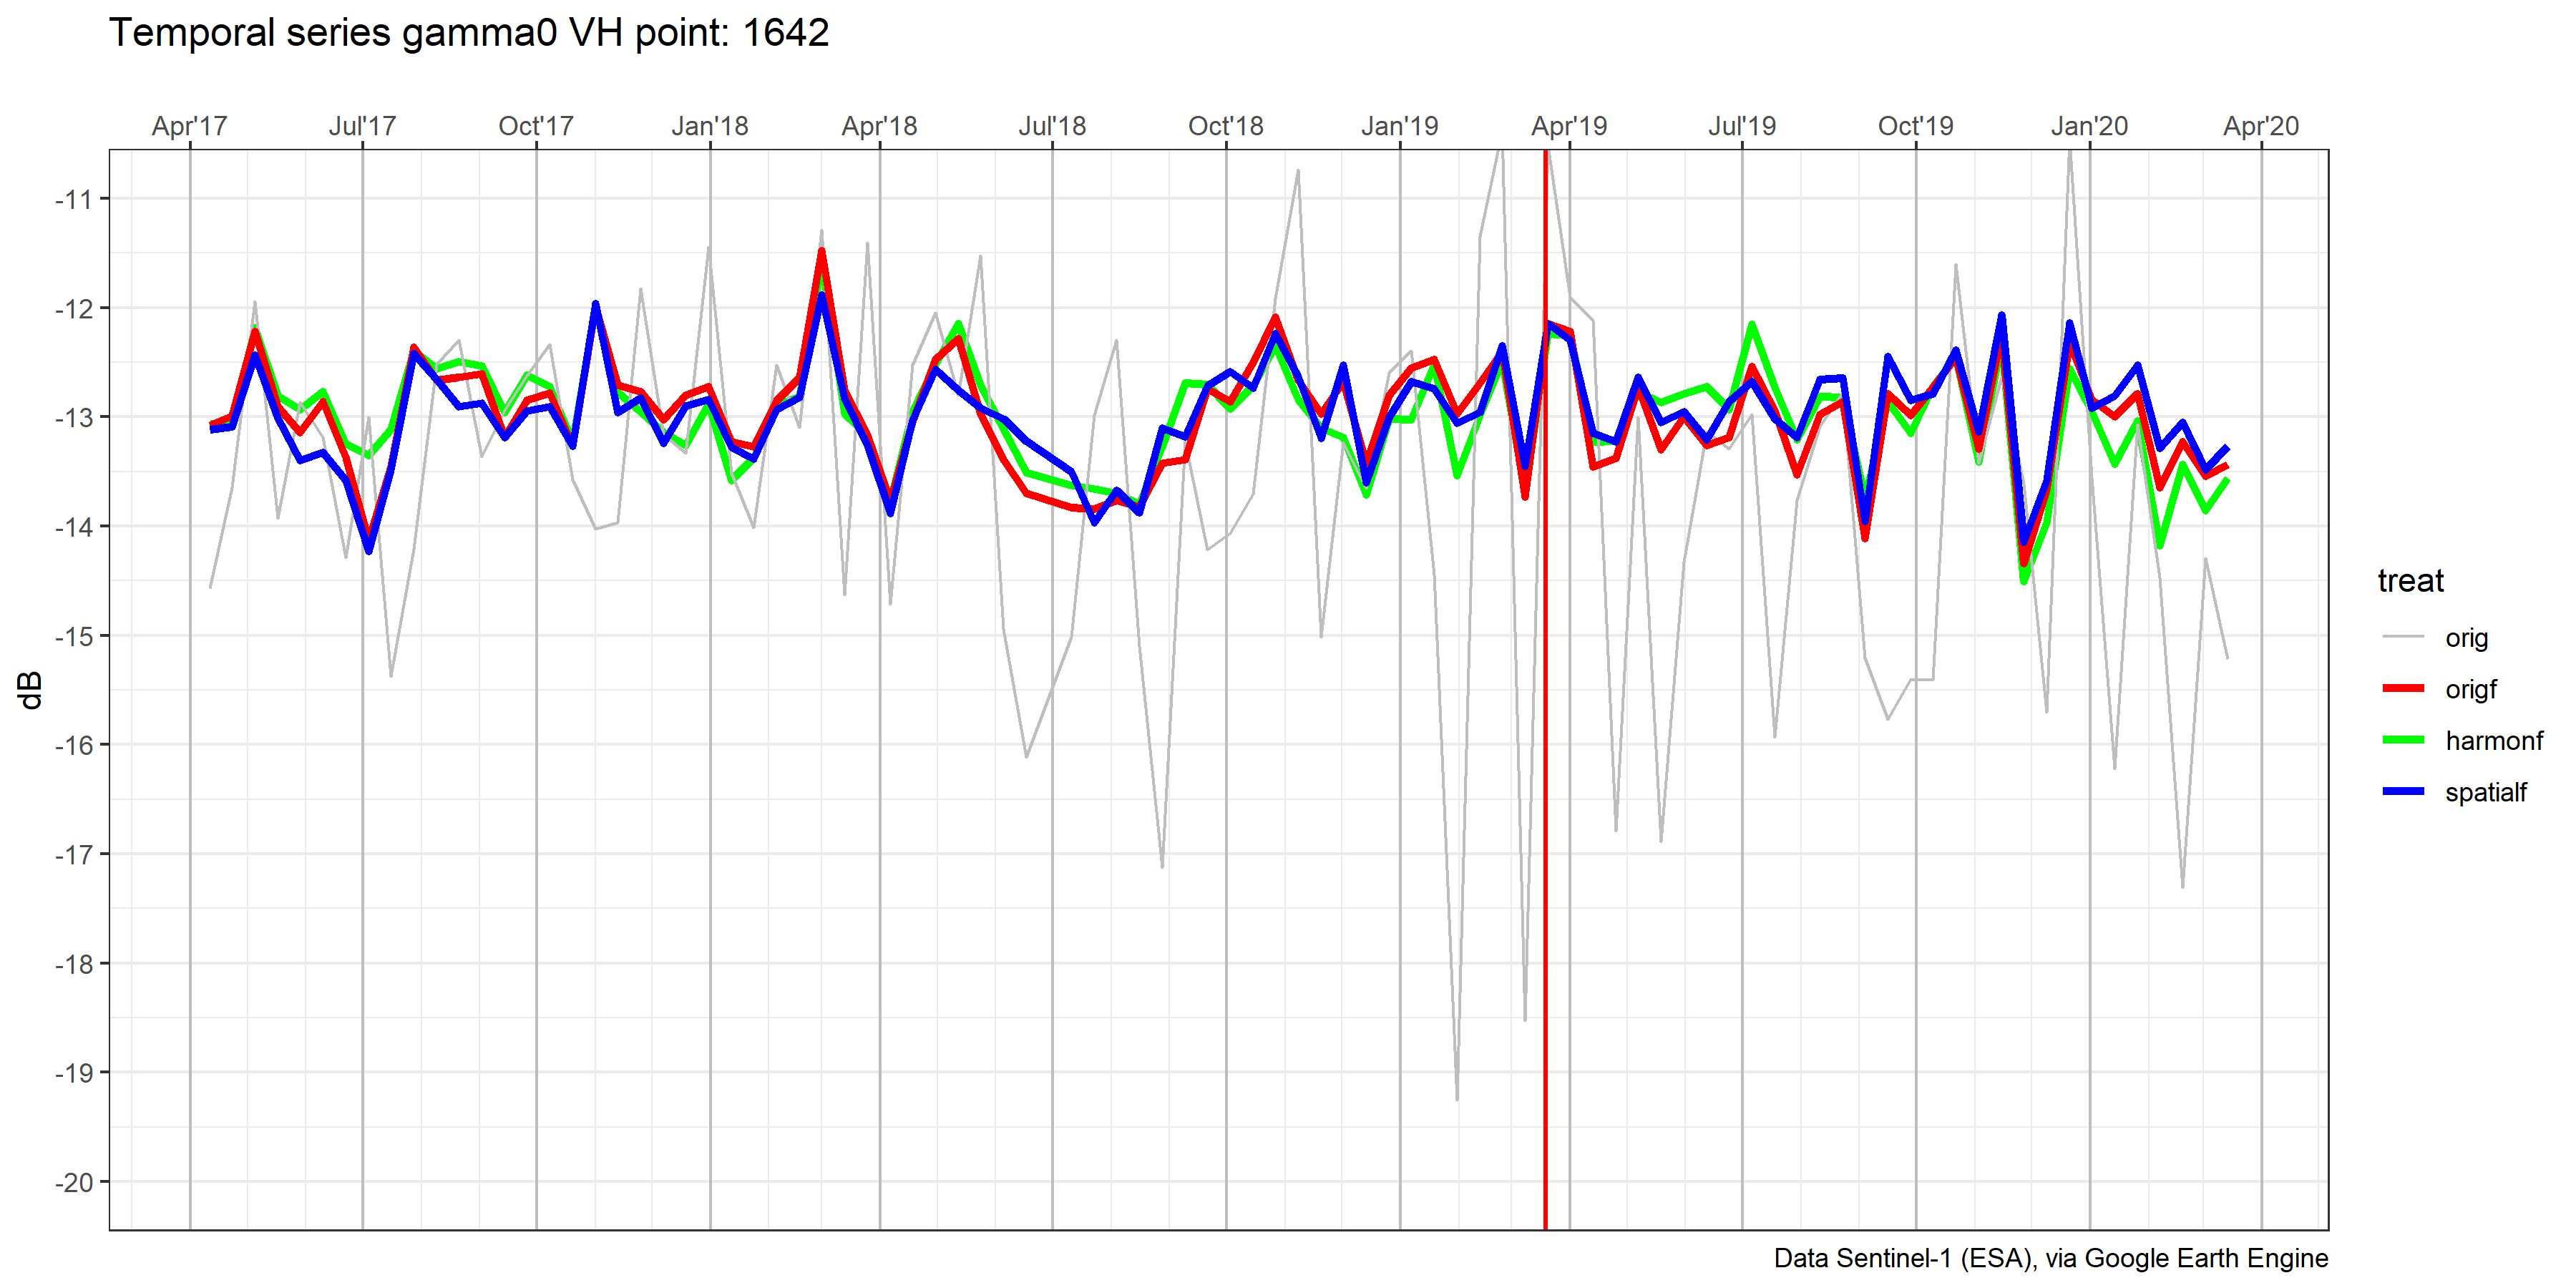 Temporal series gamma0 VH point: 1642
Apr'17 Jul'17 Oct'17 Jan'18 Apr'18 Jul'18 Oct'18 Jan'19 Apr'19 Jul'19 Oct'19 Jan'20 Apr'20
-11
-12
-13
-14
-15
-16
-17
-18
-19
-20
dB
treat
orig
origf
harmonf
spatialf
Data Sentinel-1 (ESA), via Google Earth Engine